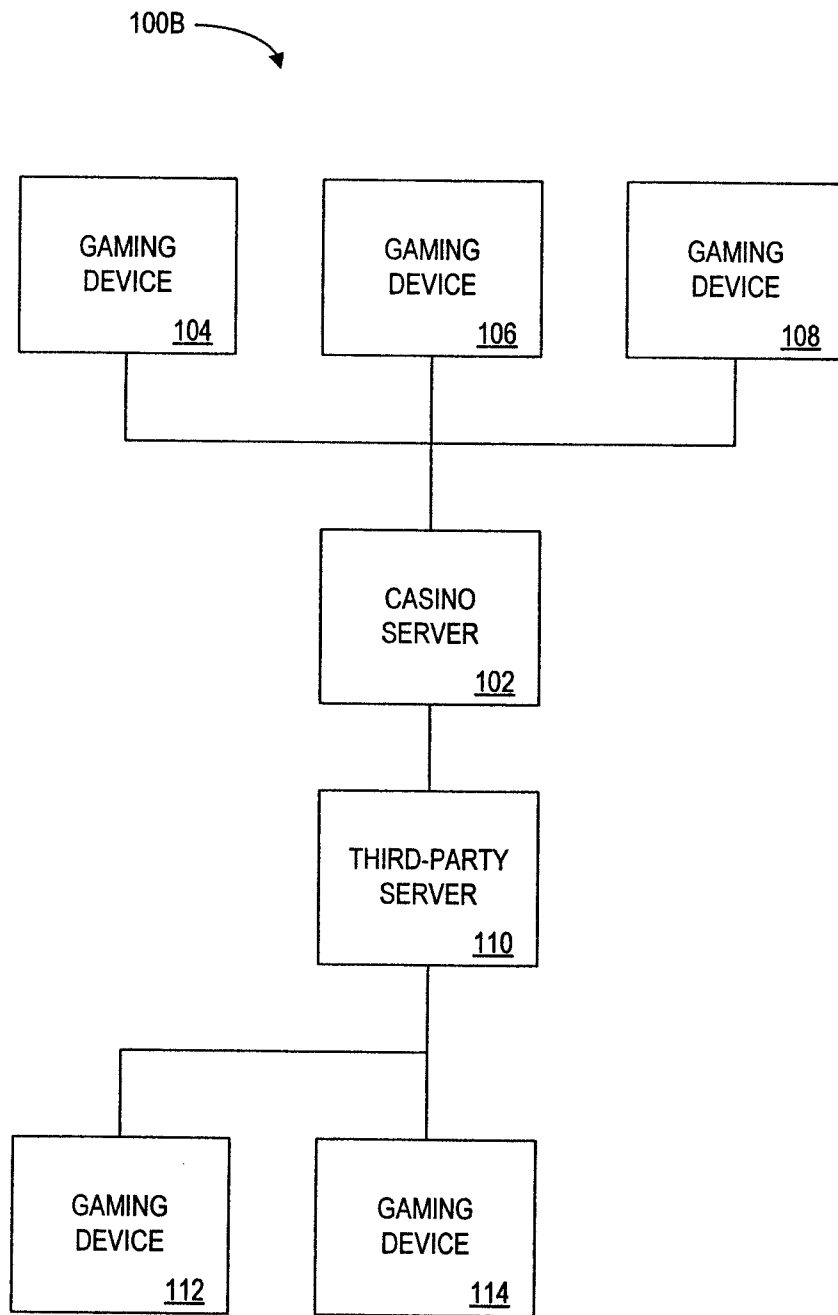 100B
GAMING
DEVICE
104
GAMING
DEVICE
106
GAMING
DEVICE
108
CASINO
SERVER
102
THIRD-PARTY
SERVER
110
GAMING
DEVICE
112
GAMING
DEVICE
114